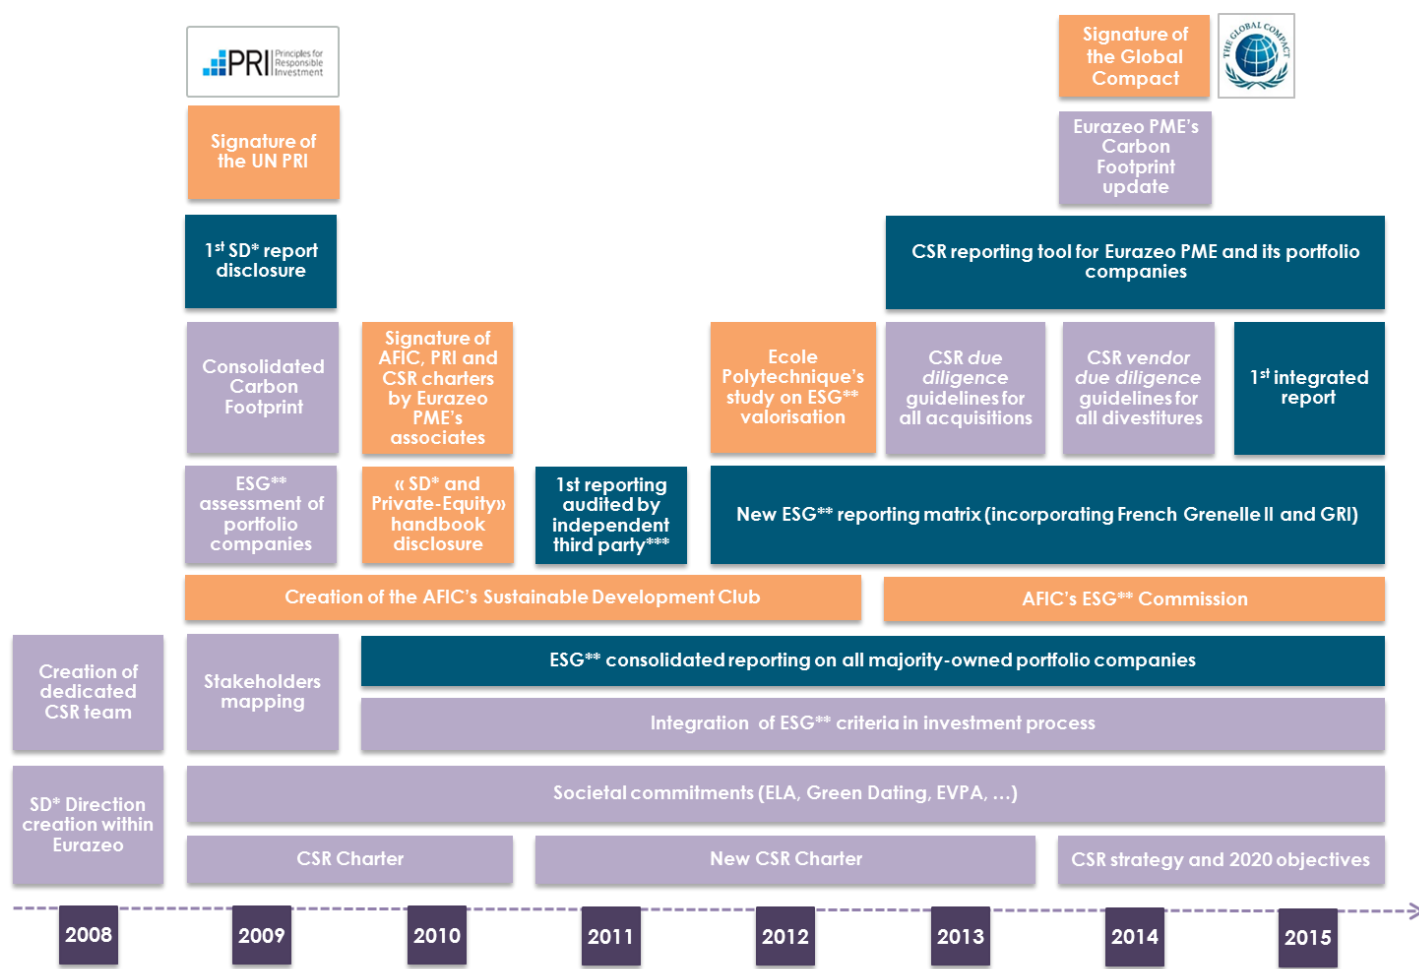 PRI
Principles for
Responsible
Investment
Signature of
the Global
Compact
THE GLOBAL COMPACT
Signature of
the UN PRI
Eurazeo PME's
Carbon
Footprint
update
1st SD* report
disclosure
CSR reporting tool for Eurazeo PME and its portfolio
companies
Consolidated
Carbon
Footprint
Signature of
AFIC, PRI and
CSR charters
by Eurazeo
PME's
associates
Ecole
Polytechnique's
study on ESG**
valorisation
CSR due
diligence
guidelines for
all acquisitions
CSR vendor
due diligence
guidelines for
all divestitures
1st integrated
report
ESG**
assessment of
portfolio
companies
« SD* and
Private-Equity»
handbook
disclosure
1st reporting
audited by
independent
third party***
New ESG** reporting matrix (incorporating French Grenelle II and GRI)
Creation of the AFIC's Sustainable Development Club
AFIC's ESG** Commission
Creation of
dedicated
CSR team
Stakeholders
mapping
ESG** consolidated reporting on all majority-owned portfolio companies
Integration of ESG** criteria in investment process
SD* Direction
creation within
Eurazeo
Societal commitments (ELA, Green Dating, EVPA, …)
CSR Charter
New CSR Charter
CSR strategy and 2020 objectives
2008
2009
2010
2011
2012
2013
2014
2015